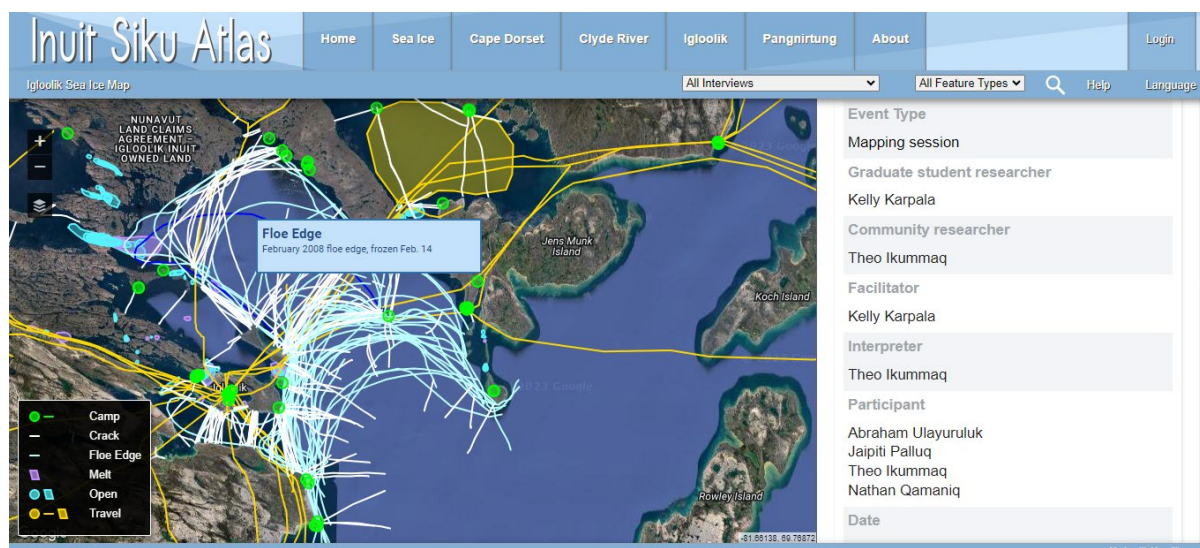 Inuit Siku Atlas
Home
Sea Ice
Cape Dorset
Clyde River
Igloolik
Pangnirtung
About
Login
Igloolik Sea Ice Map
All Interviews
All Feature Types
Help
Language
+
−
NUNAVUT
LAND CLAIMS
AGREEMENT –
IGLOOLIK INUIT
OWNED LAND
Floe Edge
February 2008 floe edge, frozen Feb. 14
Jens Munk
Island
Koch Island
Rowley Island
Camp
Crack
Floe Edge
Melt
Open
Travel
-81.66138, 69.76872
Event Type
Mapping session
Graduate student researcher
Kelly Karpala
Community researcher
Theo Ikummaq
Facilitator
Kelly Karpala
Interpreter
Theo Ikummaq
Participant
Abraham Ulayuruluk
Jaipiti Palluq
Theo Ikummaq
Nathan Qamaniq
Date